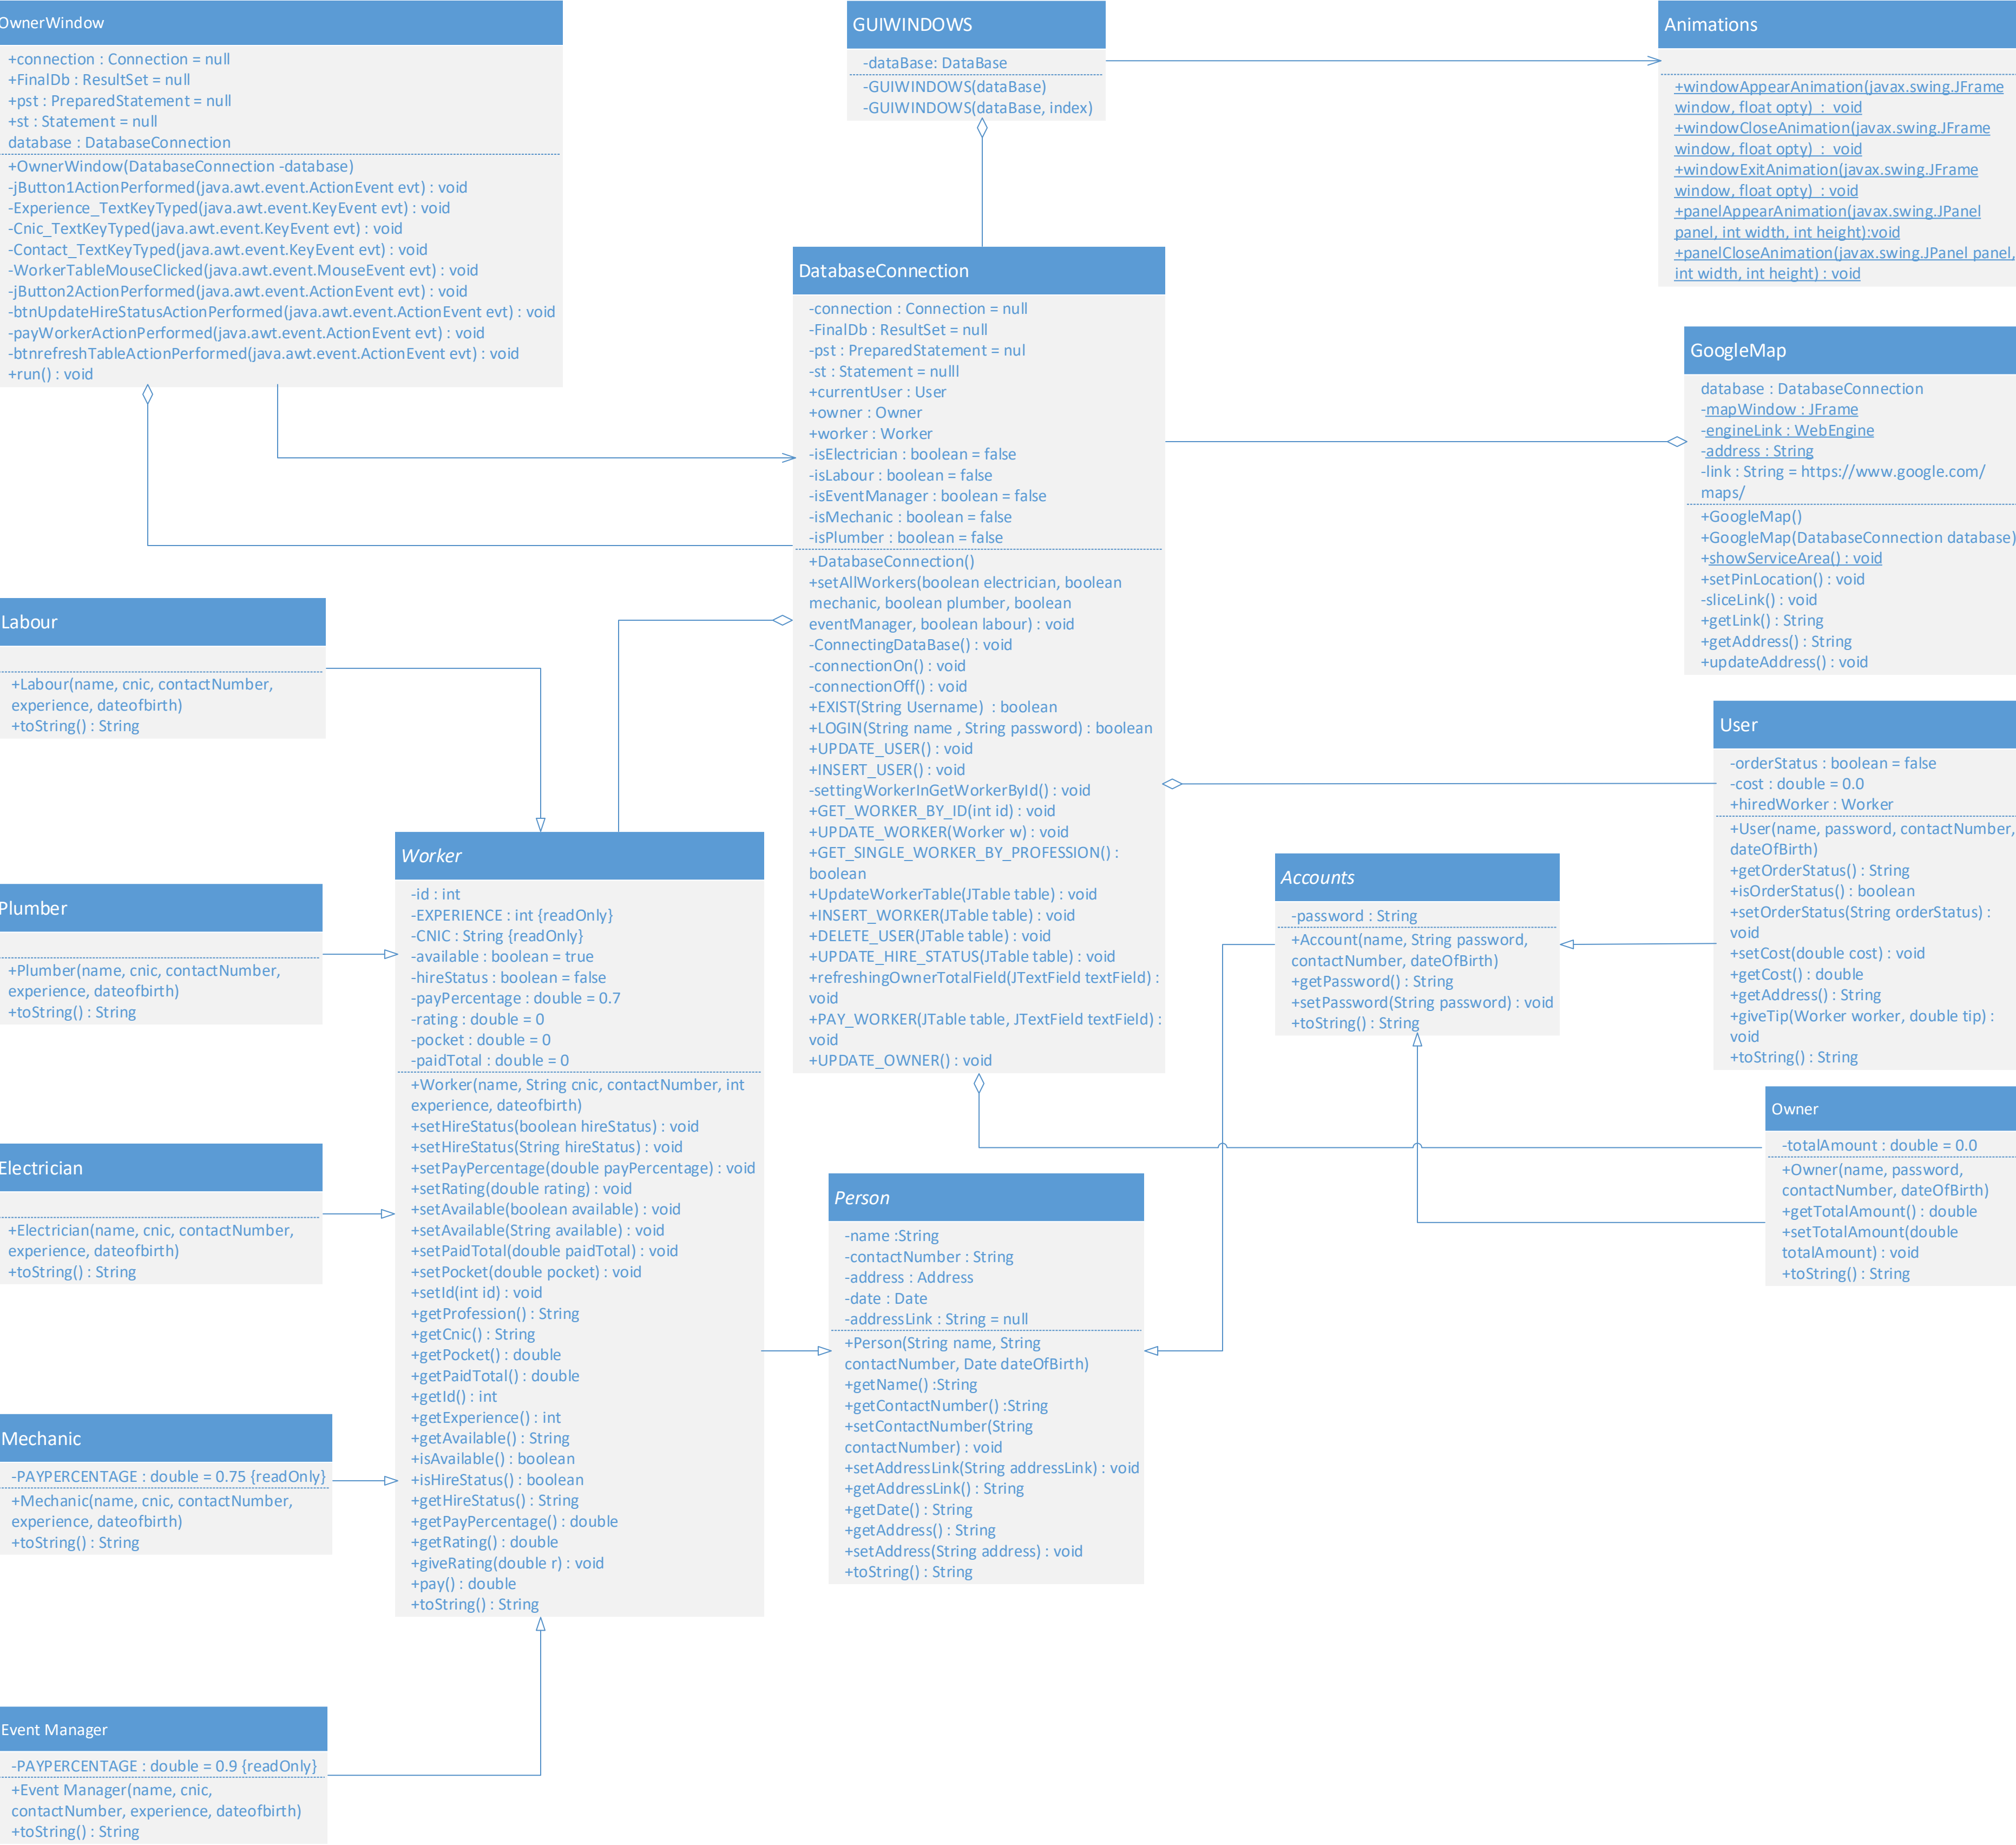 OwnerWindow
+connection : Connection = null
+FinalDb : ResultSet = null
+pst : PreparedStatement = null
+st : Statement = null
database : DatabaseConnection
+OwnerWindow(DatabaseConnection -database)
-jButton1ActionPerformed(java.awt.event.ActionEvent evt) : void
-Experience_TextKeyTyped(java.awt.event.KeyEvent evt) : void
-Cnic_TextKeyTyped(java.awt.event.KeyEvent evt) : void
-Contact_TextKeyTyped(java.awt.event.KeyEvent evt) : void
-WorkerTableMouseClicked(java.awt.event.MouseEvent evt) : void
-jButton2ActionPerformed(java.awt.event.ActionEvent evt) : void
-btnUpdateHireStatusActionPerformed(java.awt.event.ActionEvent evt) : void
-payWorkerActionPerformed(java.awt.event.ActionEvent evt) : void
-btnrefreshTableActionPerformed(java.awt.event.ActionEvent evt) : void
+run() : void
GUIWINDOWS
-dataBase: DataBase
-GUIWINDOWS(dataBase)
-GUIWINDOWS(dataBase, index)
Animations
+windowAppearAnimation(javax.swing.JFrame
window, float opty)  :  void
+windowCloseAnimation(javax.swing.JFrame
window, float opty)  :  void
+windowExitAnimation(javax.swing.JFrame
window, float opty)  : void
+panelAppearAnimation(javax.swing.JPanel
panel, int width, int height):void
+panelCloseAnimation(javax.swing.JPanel panel,
int width, int height) : void
DatabaseConnection
-connection : Connection = null
-FinalDb : ResultSet = null
-pst : PreparedStatement = nul
-st : Statement = nulll
+currentUser : User
+owner : Owner
+worker : Worker
-isElectrician : boolean = false
-isLabour : boolean = false
-isEventManager : boolean = false
-isMechanic : boolean = false
-isPlumber : boolean = false
+DatabaseConnection()
+setAllWorkers(boolean electrician, boolean
mechanic, boolean plumber, boolean
eventManager, boolean labour) : void
-ConnectingDataBase() : void
-connectionOn() : void
-connectionOff() : void
+EXIST(String Username)  : boolean
+LOGIN(String name , String password) : boolean
+UPDATE_USER() : void
+INSERT_USER() : void
-settingWorkerInGetWorkerById() : void
+GET_WORKER_BY_ID(int id) : void
+UPDATE_WORKER(Worker w) : void
+GET_SINGLE_WORKER_BY_PROFESSION() :
boolean
+UpdateWorkerTable(JTable table) : void
+INSERT_WORKER(JTable table) : void
+DELETE_USER(JTable table) : void
+UPDATE_HIRE_STATUS(JTable table) : void
+refreshingOwnerTotalField(JTextField textField) :
void
+PAY_WORKER(JTable table, JTextField textField) :
void
+UPDATE_OWNER() : void
GoogleMap
database : DatabaseConnection
-mapWindow : JFrame
-engineLink : WebEngine
-address : String
-link : String = https://www.google.com/
maps/
+GoogleMap()
+GoogleMap(DatabaseConnection database)
+showServiceArea() : void
+setPinLocation() : void
-sliceLink() : void
+getLink() : String
+getAddress() : String
+updateAddress() : void
Labour
+Labour(name, cnic, contactNumber,
experience, dateofbirth)
+toString() : String
User
-orderStatus : boolean = false
-cost : double = 0.0
+hiredWorker : Worker
+User(name, password, contactNumber,
dateOfBirth)
+getOrderStatus() : String
+isOrderStatus() : boolean
+setOrderStatus(String orderStatus) :
void
+setCost(double cost) : void
+getCost() : double
+getAddress() : String
+giveTip(Worker worker, double tip) :
void
+toString() : String
Worker
-id : int
-EXPERIENCE : int {readOnly}
-CNIC : String {readOnly}
-available : boolean = true
-hireStatus : boolean = false
-payPercentage : double = 0.7
-rating : double = 0
-pocket : double = 0
-paidTotal : double = 0
+Worker(name, String cnic, contactNumber, int
experience, dateofbirth)
+setHireStatus(boolean hireStatus) : void
+setHireStatus(String hireStatus) : void
+setPayPercentage(double payPercentage) : void
+setRating(double rating) : void
+setAvailable(boolean available) : void
+setAvailable(String available) : void
+setPaidTotal(double paidTotal) : void
+setPocket(double pocket) : void
+setId(int id) : void
+getProfession() : String
+getCnic() : String
+getPocket() : double
+getPaidTotal() : double
+getId() : int
+getExperience() : int
+getAvailable() : String
+isAvailable() : boolean
+isHireStatus() : boolean
+getHireStatus() : String
+getPayPercentage() : double
+getRating() : double
+giveRating(double r) : void
+pay() : double
+toString() : String
Accounts
-password : String
+Account(name, String password,
contactNumber, dateOfBirth)
+getPassword() : String
+setPassword(String password) : void
+toString() : String
Plumber
+Plumber(name, cnic, contactNumber,
experience, dateofbirth)
+toString() : String
Owner
-totalAmount : double = 0.0
+Owner(name, password,
contactNumber, dateOfBirth)
+getTotalAmount() : double
+setTotalAmount(double
totalAmount) : void
+toString() : String
Electrician
+Electrician(name, cnic, contactNumber,
experience, dateofbirth)
+toString() : String
Person
-name :String
-contactNumber : String
-address : Address
-date : Date
-addressLink : String = null
+Person(String name, String
contactNumber, Date dateOfBirth)
+getName() :String
+getContactNumber() :String
+setContactNumber(String
contactNumber) : void
+setAddressLink(String addressLink) : void
+getAddressLink() : String
+getDate() : String
+getAddress() : String
+setAddress(String address) : void
+toString() : String
Mechanic
-PAYPERCENTAGE : double = 0.75 {readOnly}
+Mechanic(name, cnic, contactNumber,
experience, dateofbirth)
+toString() : String
Event Manager
-PAYPERCENTAGE : double = 0.9 {readOnly}
+Event Manager(name, cnic,
contactNumber, experience, dateofbirth)
+toString() : String